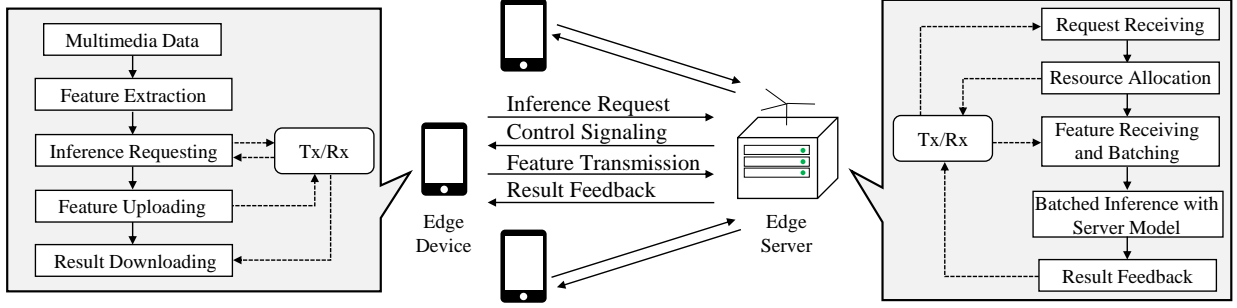 Multimedia Data
Feature Extraction
Inference Requesting
Feature Uploading
Result Downloading
Tx/Rx
Inference Request
Control Signaling
Feature Transmission
Result Feedback
Edge
Device
Edge
Server
Tx/Rx
Request Receiving
Resource Allocation
Feature Receiving
and Batching
Batched Inference with
Server Model
Result Feedback